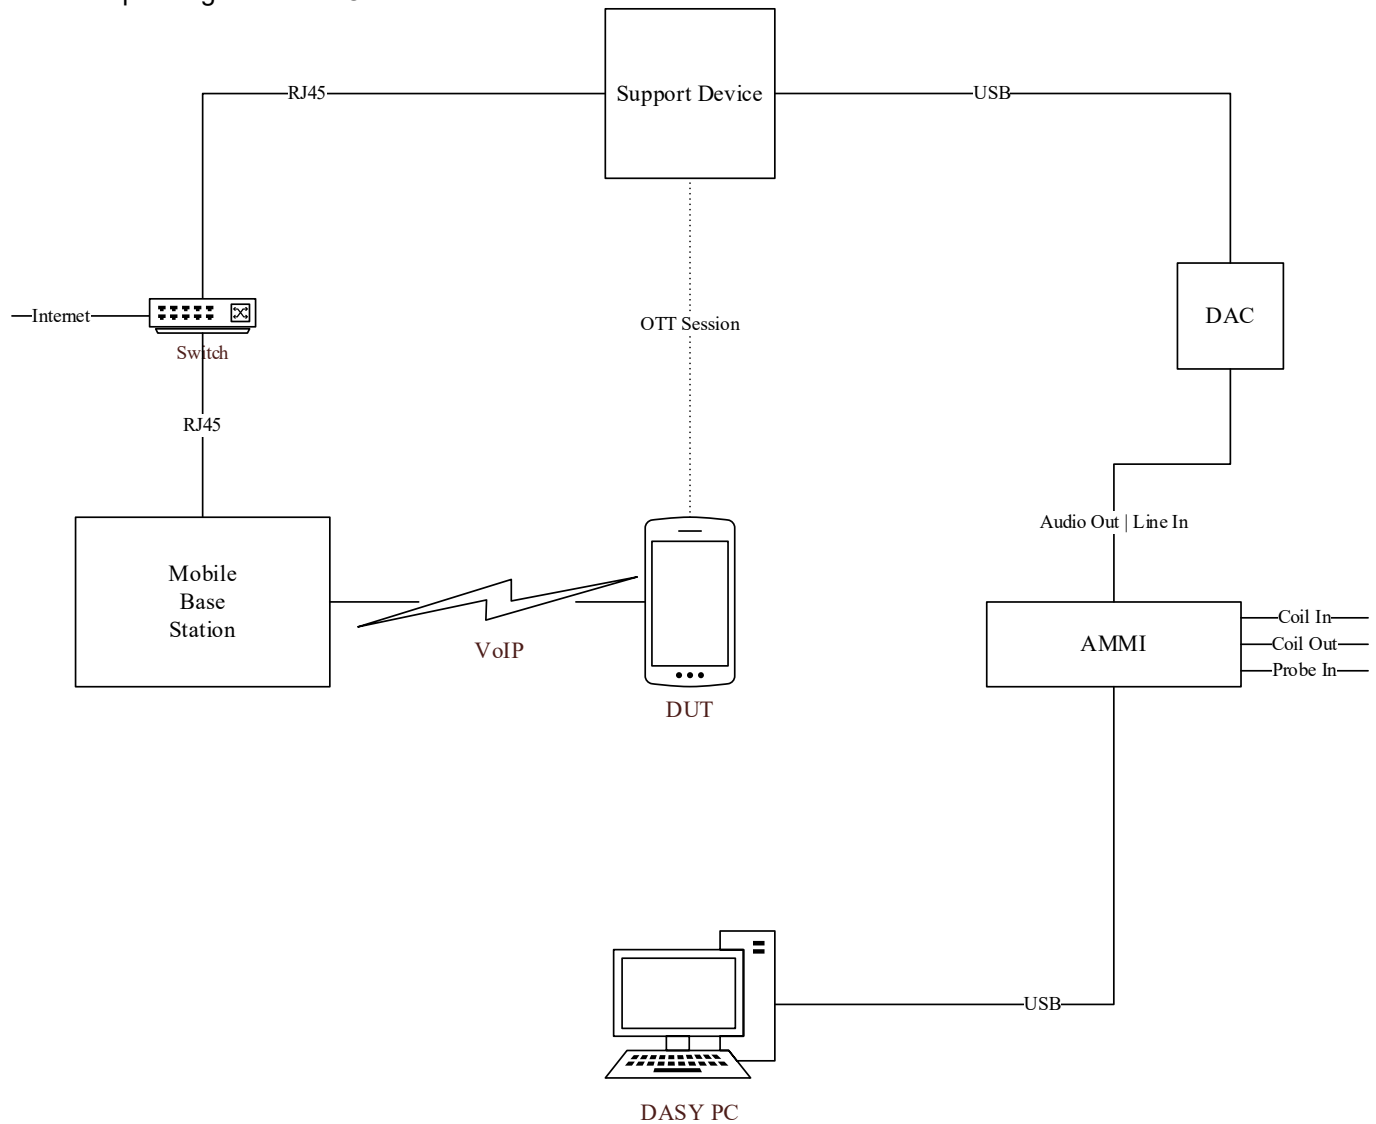 RJ45
Support Device
USB
Internet
Switch
OTT Session
DAC
RJ45
Audio Out | Line In
Mobile
Base
Station
VoIP
DUT
AMMI
Coil In
Coil Out
Probe In
USB
DASY PC